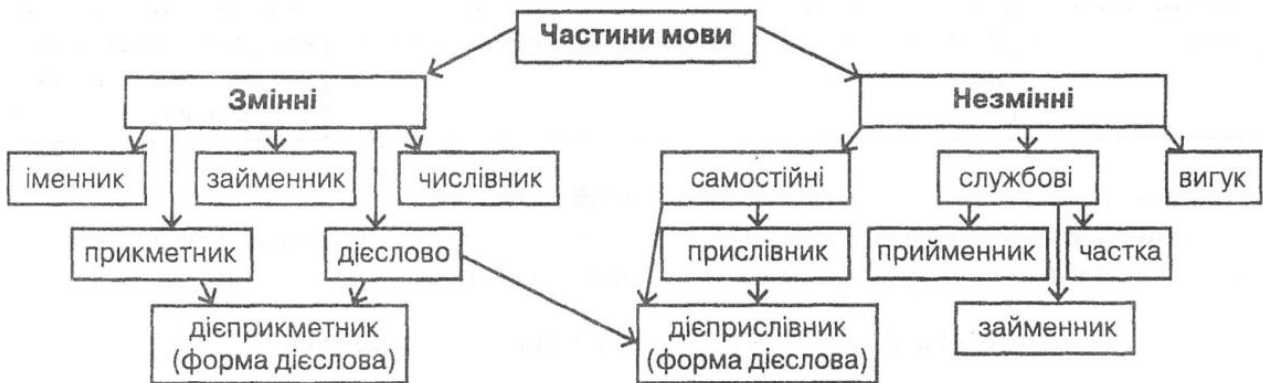 Частини мови
Змінні
Незмінні
іменник
займенник
числівник
самостійні
службові
вигук
прикметник
дієслово
прислівник
прийменник
частка
дієприкметник
(форма дієслова)
дієприслівник
(форма дієслова)
займенник